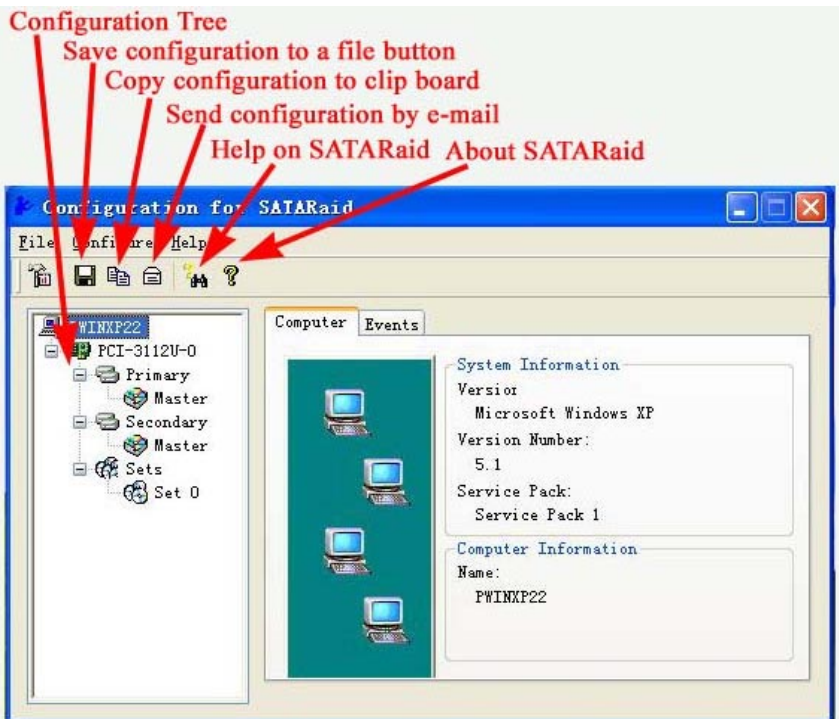 Configuration Tree
Save configuration to a file button
Copy configuration to clip board
Send configuration by e-mail
Help on SATARaid About SATARaid
Configuration for SATARaid
File Configure Help
Computer Events
PWINXP22
PCI-3112U-0
Primary
Master
Secondary
Master
Sets
Set 0
System Information
Version
Microsoft Windows XP
Version Number:
5.1
Service Pack:
Service Pack 1
Computer Information
Name:
PWINXP22